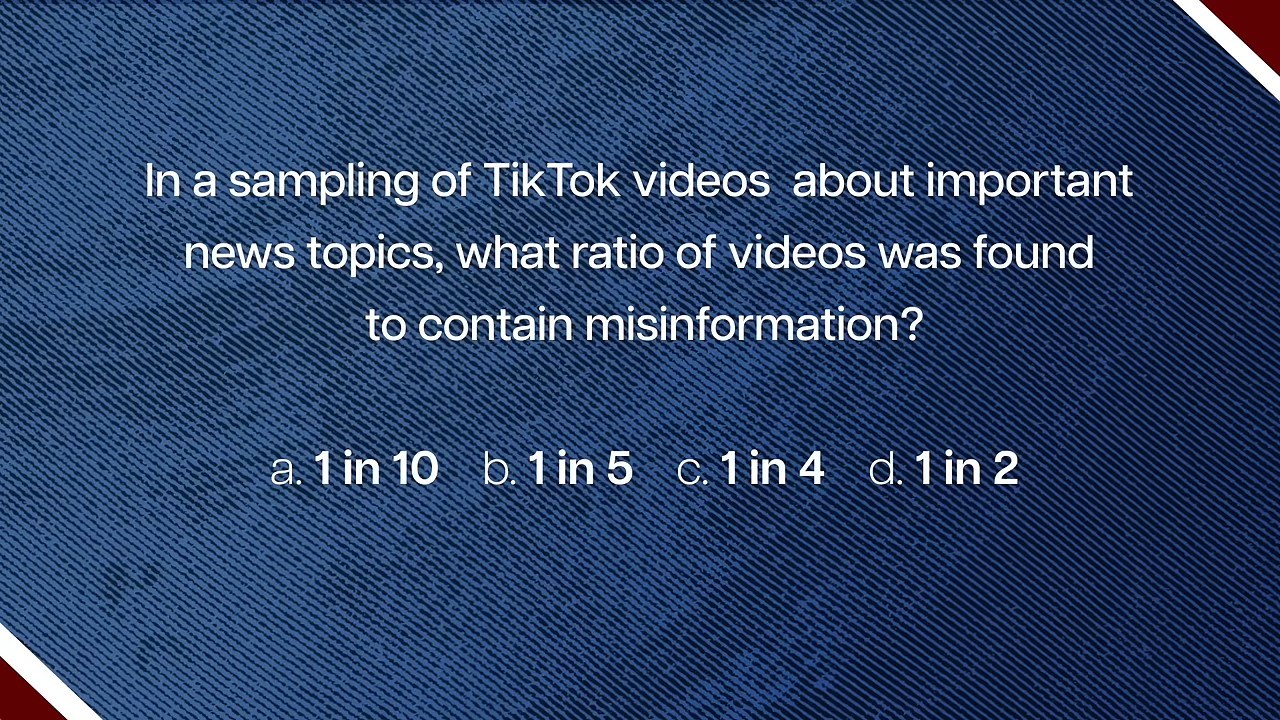 In a sampling of TikTok videos  about important
news topics, what ratio of videos was found
to contain misinformation?
a. 1 in 10 b. 1 in 5 c. 1 in 4 d. 1 in 2